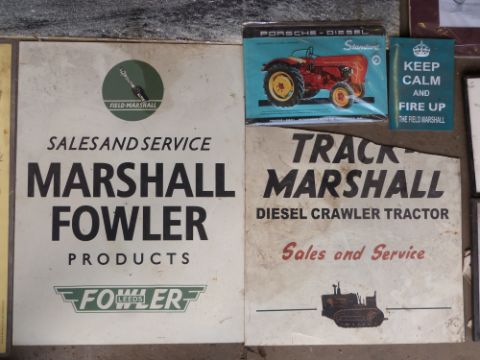 FIELD-MARSHALL
SALES AND SERVICE
MARSHALL
FOWLER
PRODUCTS
FOWLER
LEEDS
PORSCHE-DIESEL
Standard
KEEP
CALM
AND
FIRE UP
THE FIELD MARSHALL
TRACK-
MARSHALL
DIESEL CRAWLER TRACTOR
Sales and Service